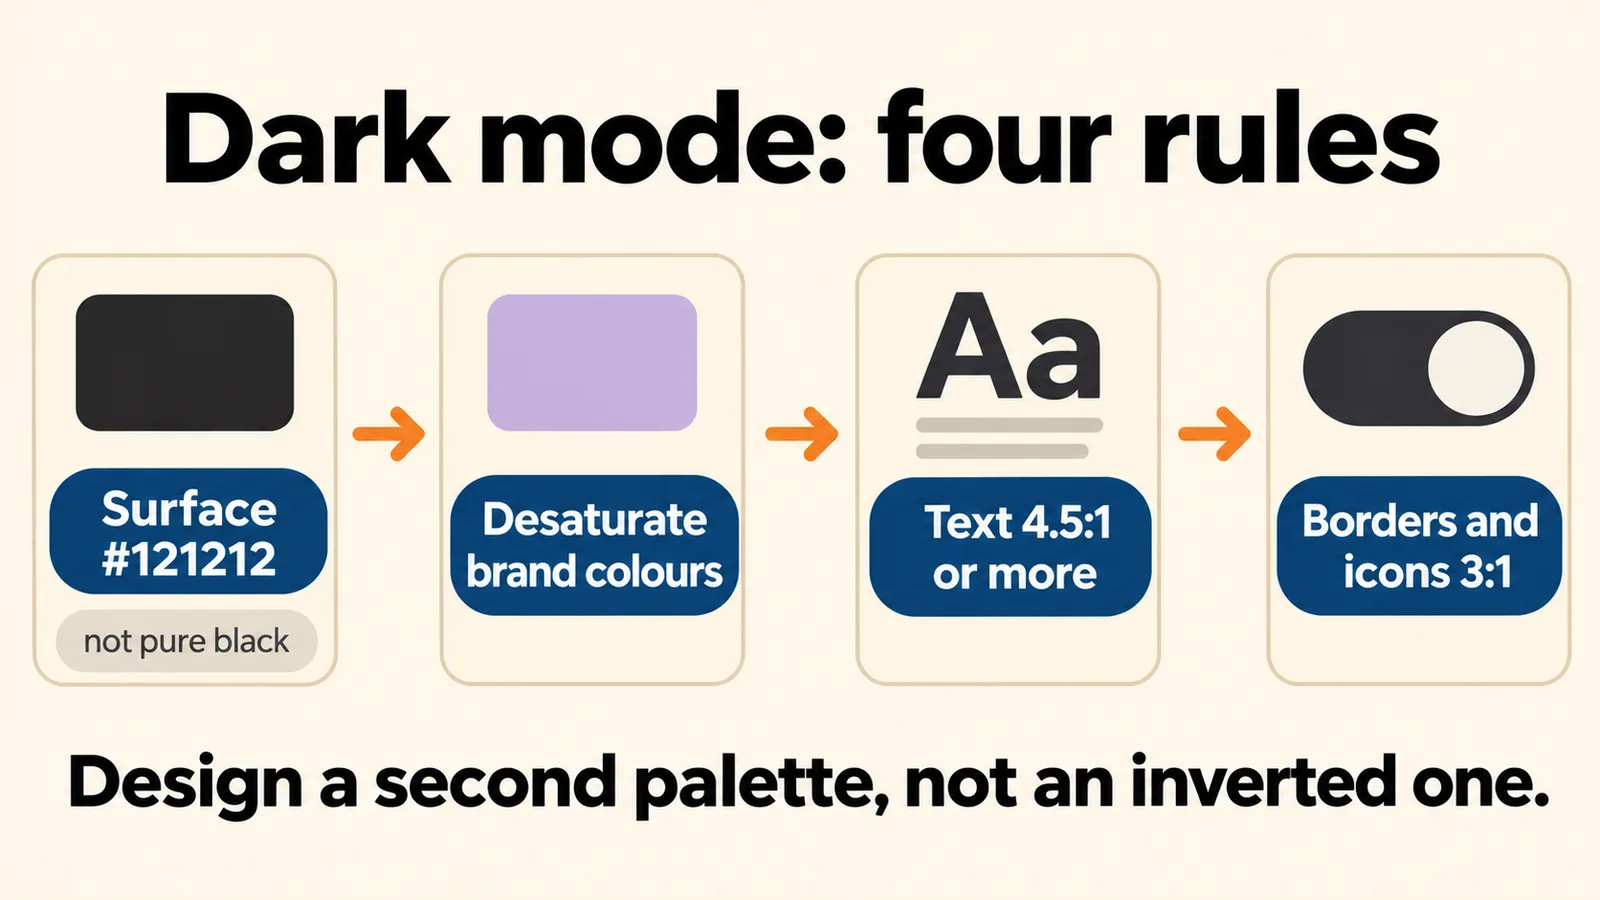 Dark mode: four rules
Surface
#121212
not pure black
Desaturate
brand colours
Aa
Text 4.5:1
or more
Borders and
icons 3:1
Design a second palette, not an inverted one.